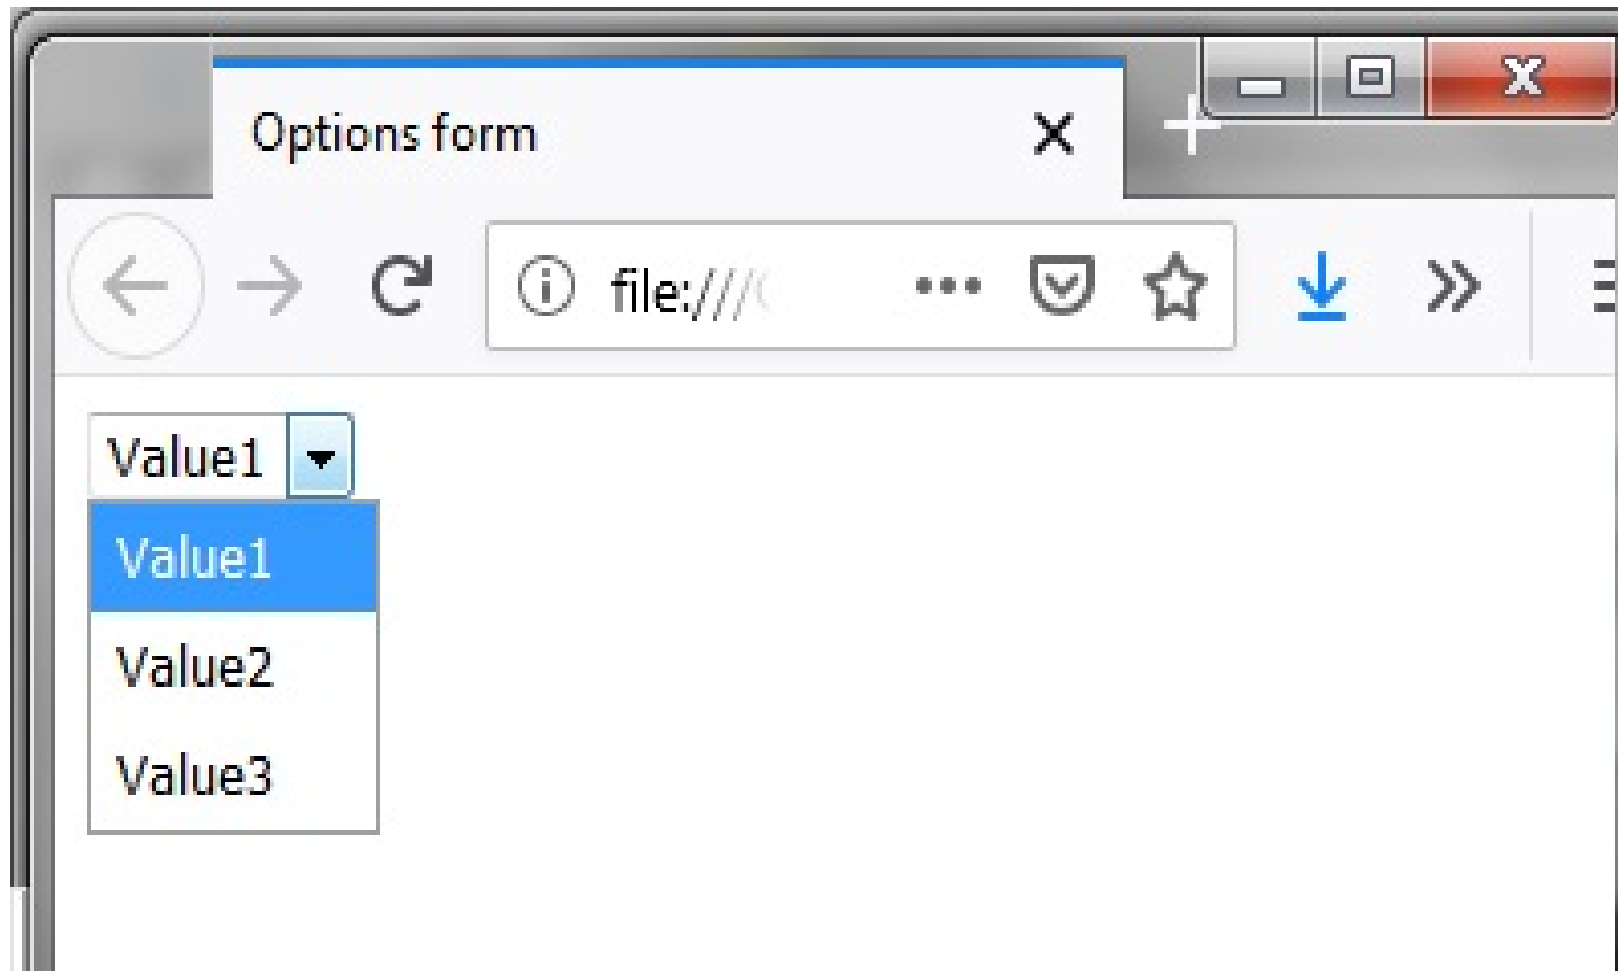 Options form
file:///
Value1
Value1
Value2
Value3